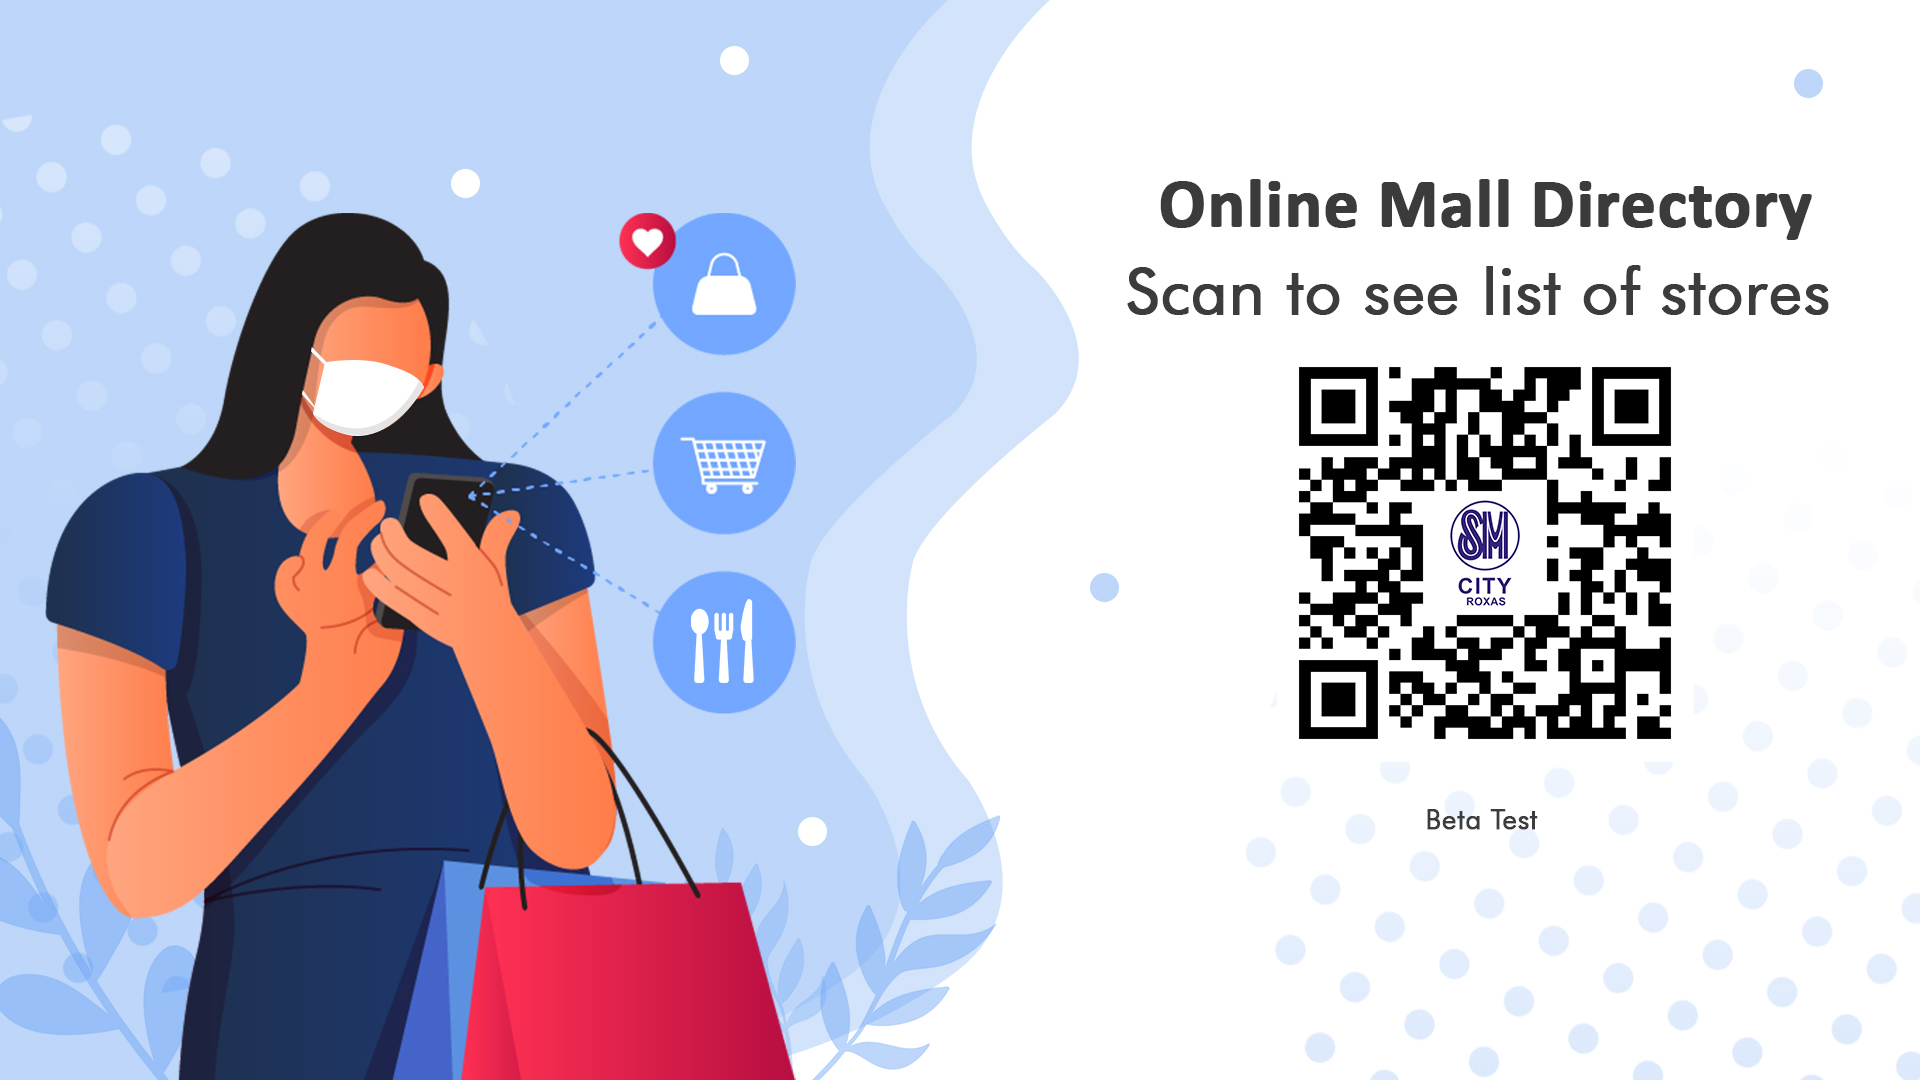 Online Mall Directory
Scan to see list of stores
SM
CITY
ROXAS
Beta Test